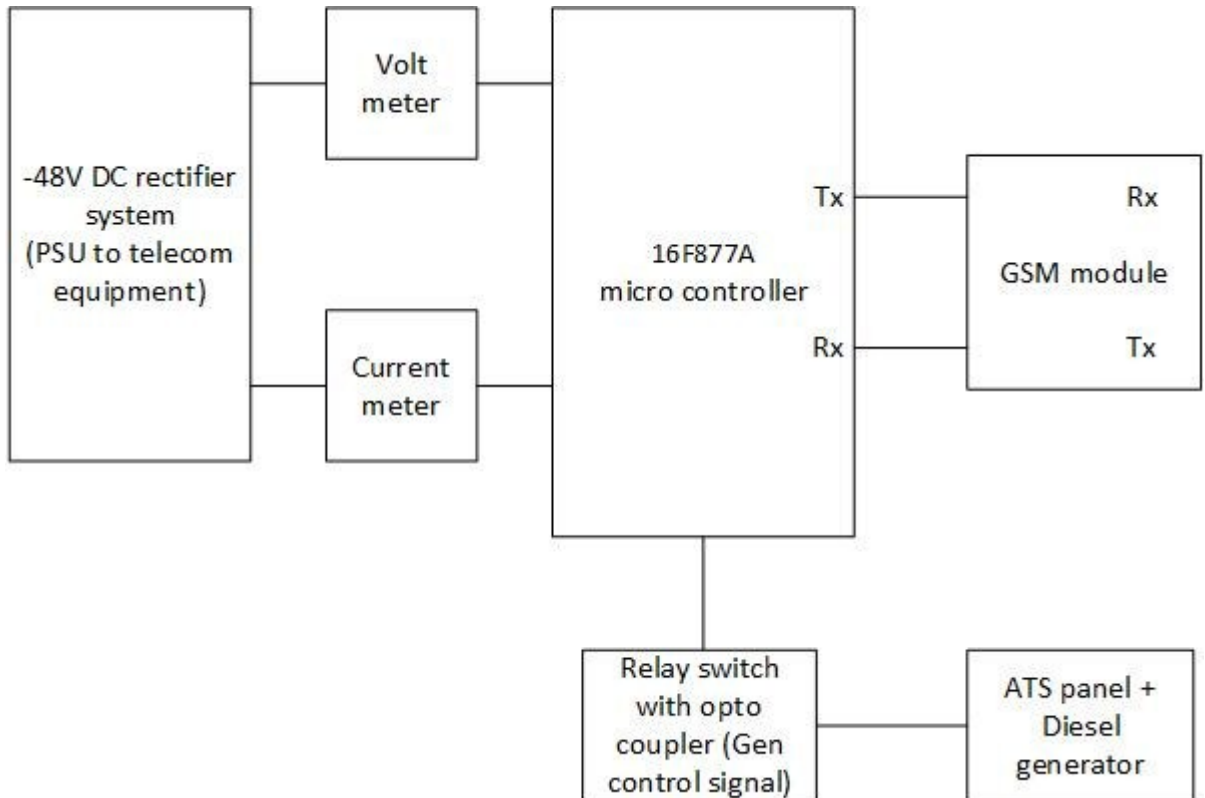 -48V DC rectifier
system
(PSU to telecom
equipment)
Volt
meter
Current
meter
16F877A
micro controller
Tx
Rx
Rx
GSM module
Tx
Relay switch
with opto
coupler (Gen
control signal)
ATS panel +
Diesel
generator